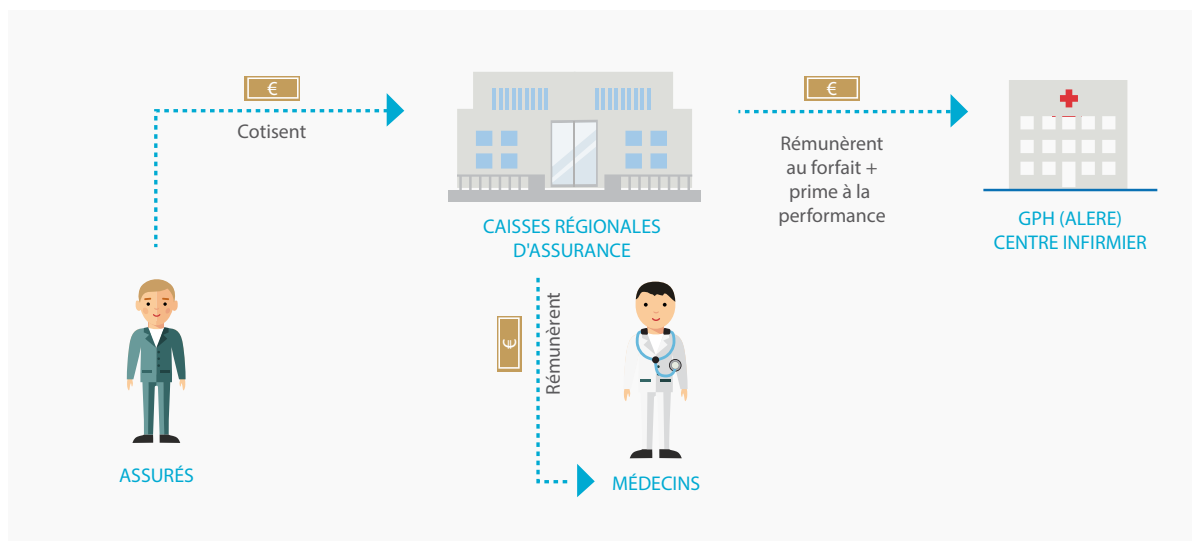 €
Cotisent
CAISSES RÉGIONALES
D'ASSURANCE
€
Rémunèrent
au forfait +
prime à la
performance
GPH (ALERE)
CENTRE INFIRMIER
ASSURÉS
€
Rémunèrent
MÉDECINS